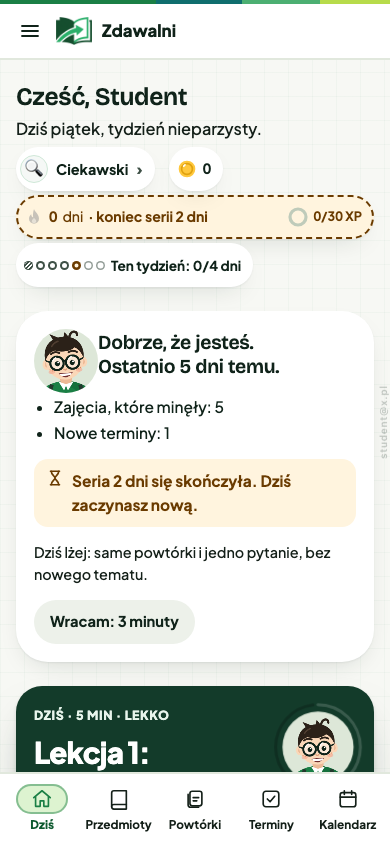 Zdawalni
Cześć, Student
Dziś piątek, tydzień nieparzysty.
Ciekawski ›
0
0 dni · koniec serii 2 dni
0/30 XP
Ten tydzień: 0/4 dni
Dobrze, że jesteś.
Ostatnio 5 dni temu.
• Zajęcia, które minęły: 5
• Nowe terminy: 1
Seria 2 dni się skończyła. Dziś
zaczynasz nową.
Dziś lżej: same powtórki i jedno pytanie, bez
nowego tematu.
Wracam: 3 minuty
student@x.pl
DZIŚ · 5 MIN · LEKKO
Lekcja 1:
Dziś
Przedmioty
Powtórki
Terminy
Kalendarz